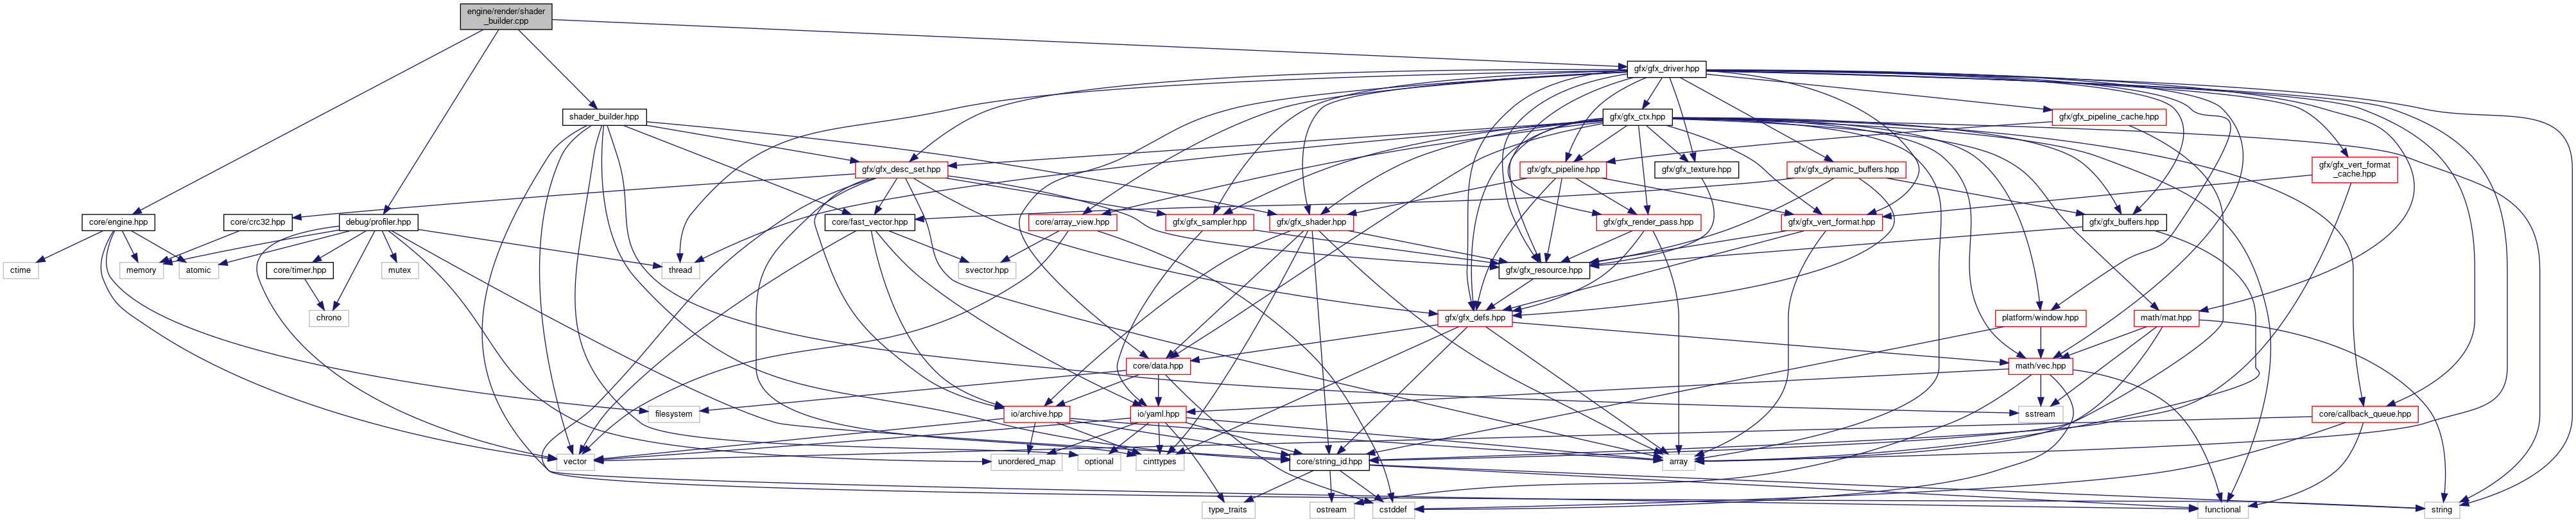 engine/render/shader
_builder.cpp
gfx/gfx_driver.hpp
shader_builder.hpp
gfx/gfx_ctx.hpp
gfx/gfx_pipeline_cache.hpp
gfx/gfx_desc_set.hpp
gfx/gfx_pipeline.hpp
gfx/gfx_texture.hpp
gfx/gfx_dynamic_buffers.hpp
gfx/gfx_vert_format
_cache.hpp
core/engine.hpp
core/crc32.hpp
debug/profiler.hpp
core/fast_vector.hpp
core/array_view.hpp
gfx/gfx_sampler.hpp
gfx/gfx_shader.hpp
gfx/gfx_render_pass.hpp
gfx/gfx_vert_format.hpp
gfx/gfx_buffers.hpp
ctime
memory
atomic
core/timer.hpp
mutex
thread
svector.hpp
gfx/gfx_resource.hpp
chrono
gfx/gfx_defs.hpp
platform/window.hpp
math/mat.hpp
core/data.hpp
math/vec.hpp
filesystem
io/archive.hpp
io/yaml.hpp
sstream
core/callback_queue.hpp
vector
unordered_map
optional
cinttypes
core/string_id.hpp
array
type_traits
ostream
cstddef
functional
string